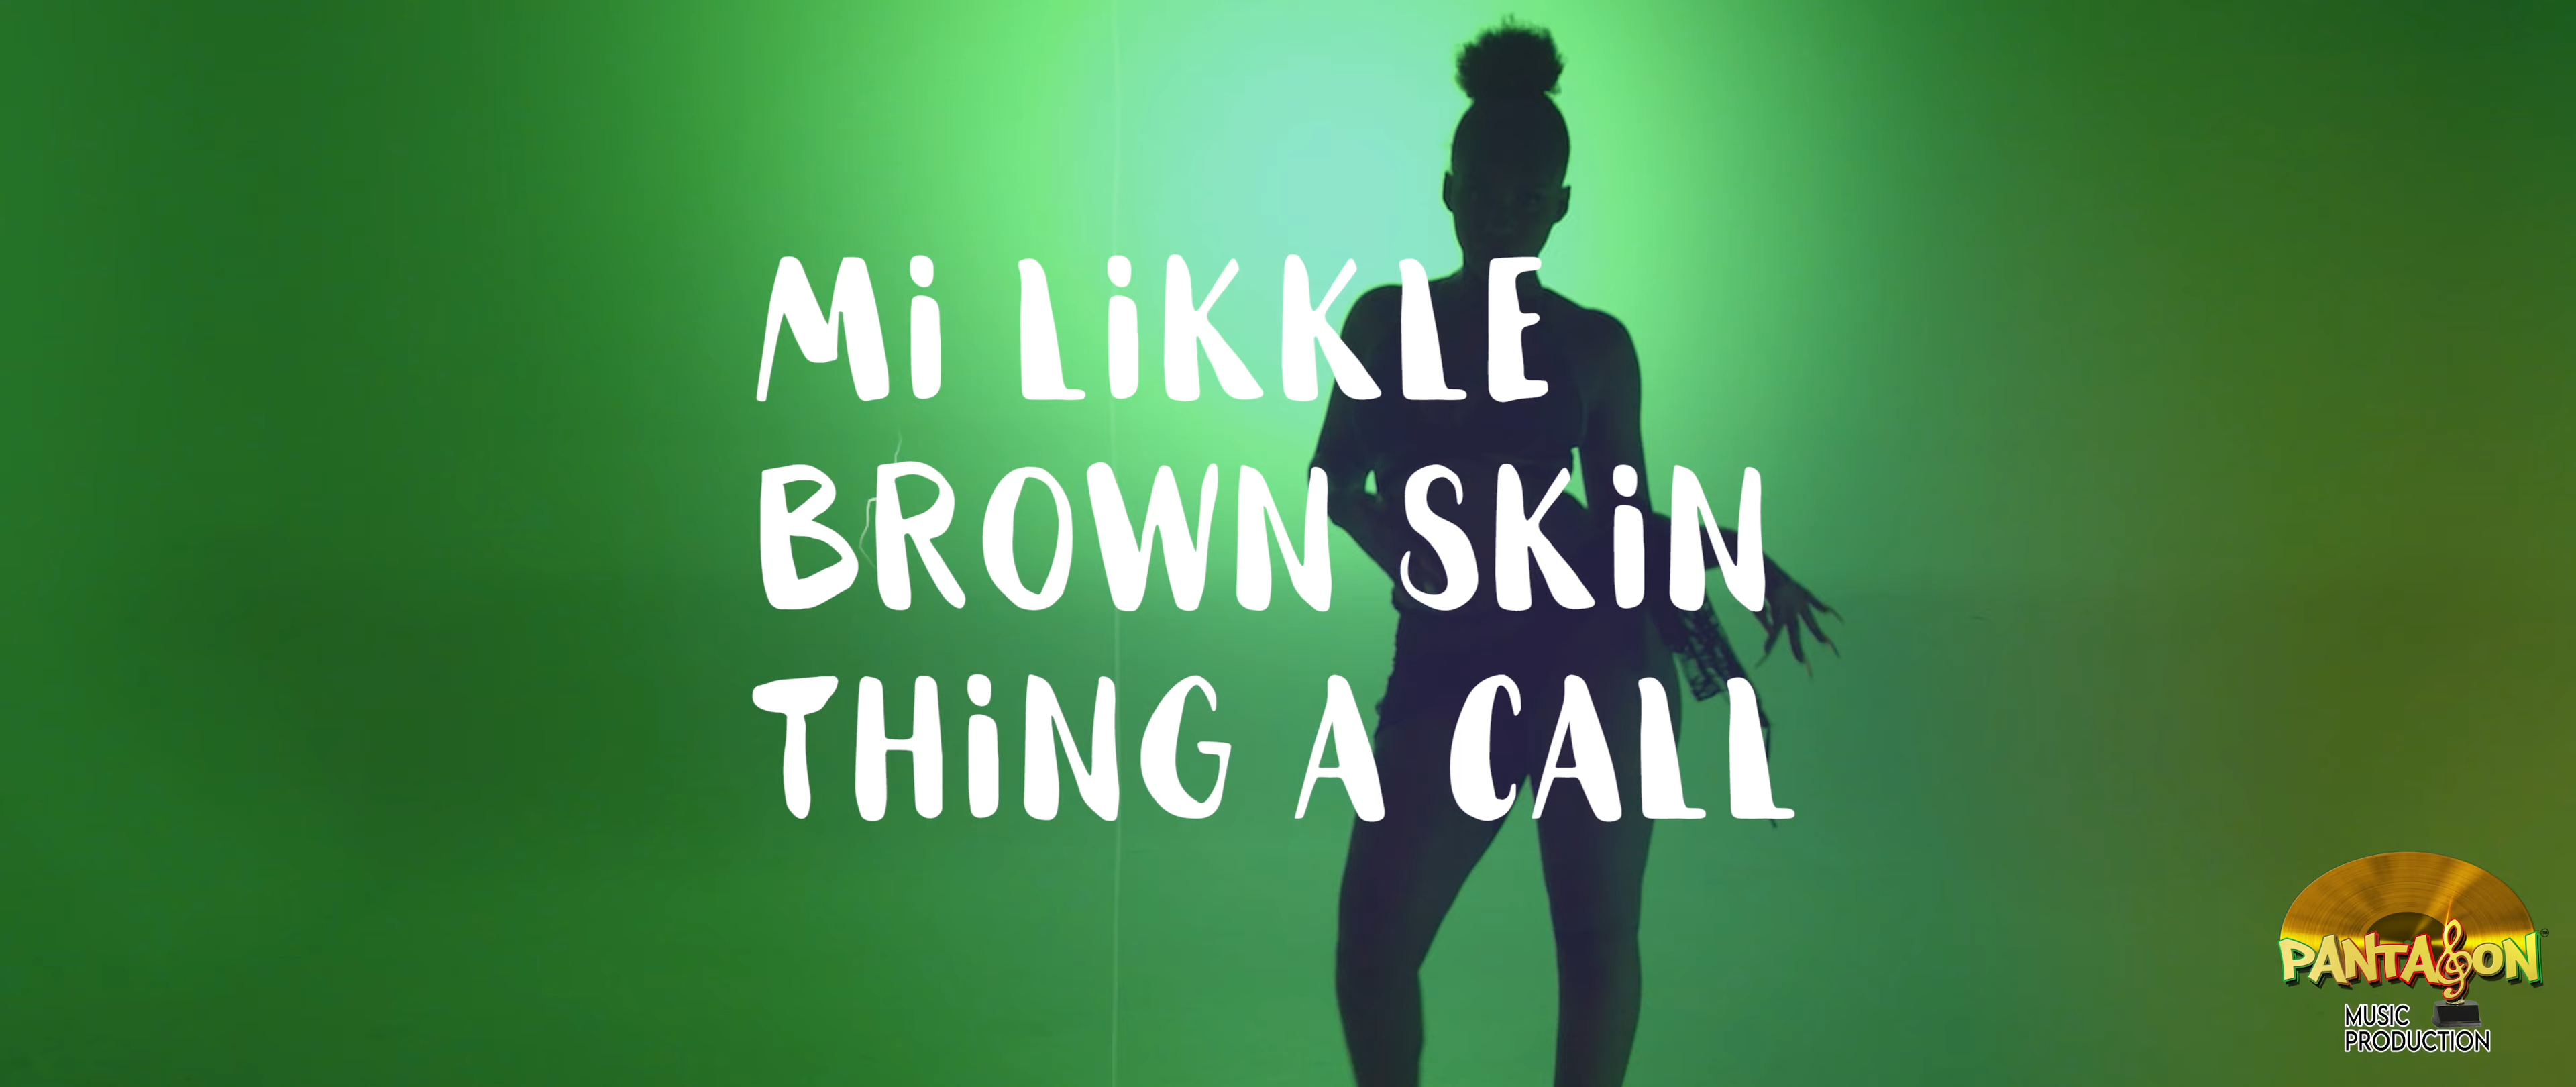 Mi LiKKLE
BROWN SKiN
THiNG A CALL
PANTASON
MUSIC
PRODUCTION